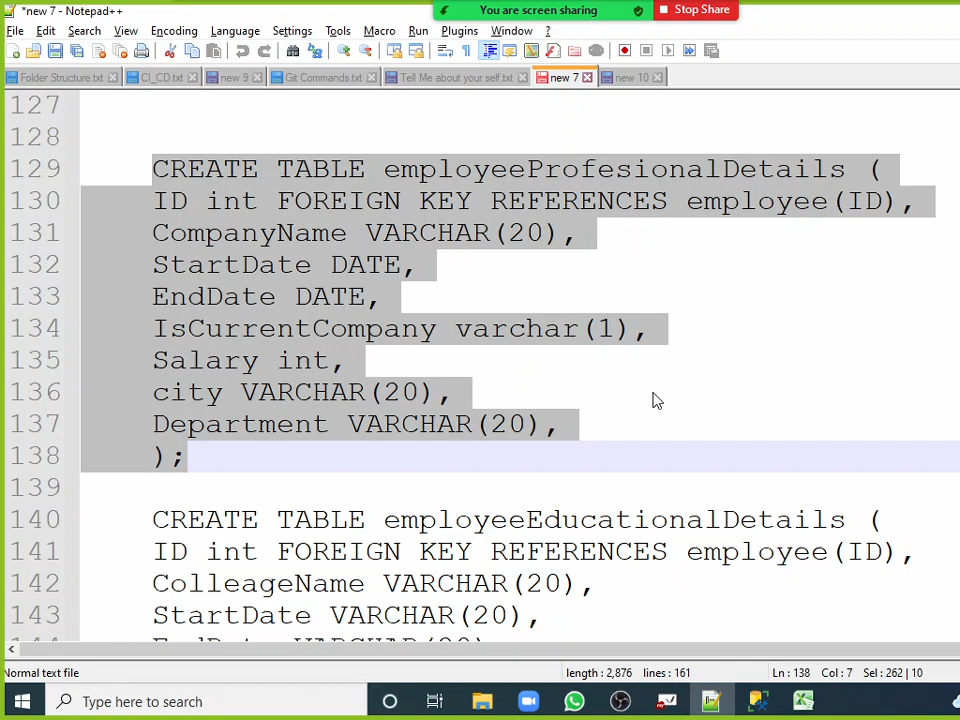 *new 7 - Notepad++
You are screen sharing
Stop Share
File Edit Search View Encoding Language Settings Tools Macro Run Plugins Window ?
Folder Structure.txt CI_CD.txt new 9 Git Commands.txt Tell Me about your self.txt new 7 new 10
127
128
129 CREATE TABLE employeeProfesionalDetails (
130 ID int FOREIGN KEY REFERENCES employee(ID),
131 CompanyName VARCHAR(20),
132 StartDate DATE,
133 EndDate DATE,
134 IsCurrentCompany varchar(1),
135 Salary int,
136 city VARCHAR(20),
137 Department VARCHAR(20),
138 );
139
140 CREATE TABLE employeeEducationalDetails (
141 ID int FOREIGN KEY REFERENCES employee(ID),
142 ColleageName VARCHAR(20),
143 StartDate VARCHAR(20),
Normal text file length : 2,876 lines : 161 Ln : 138 Col : 7 Sel : 262 | 10
Type here to search